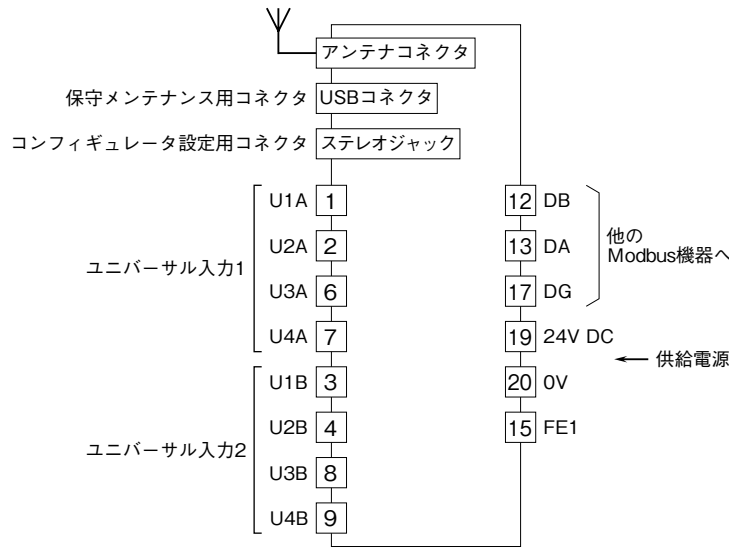 アンテナコネクタ
保守メンテナンス用コネクタ USBコネクタ
コンフィギュレータ設定用コネクタ ステレオジャック
ユニバーサル入力1
U1A 1
U2A 2
U3A 6
U4A 7
ユニバーサル入力2
U1B 3
U2B 4
U3B 8
U4B 9
12 DB
13 DA
17 DG
他の
Modbus機器へ
19 24V DC
供給電源
20 0V
15 FE1